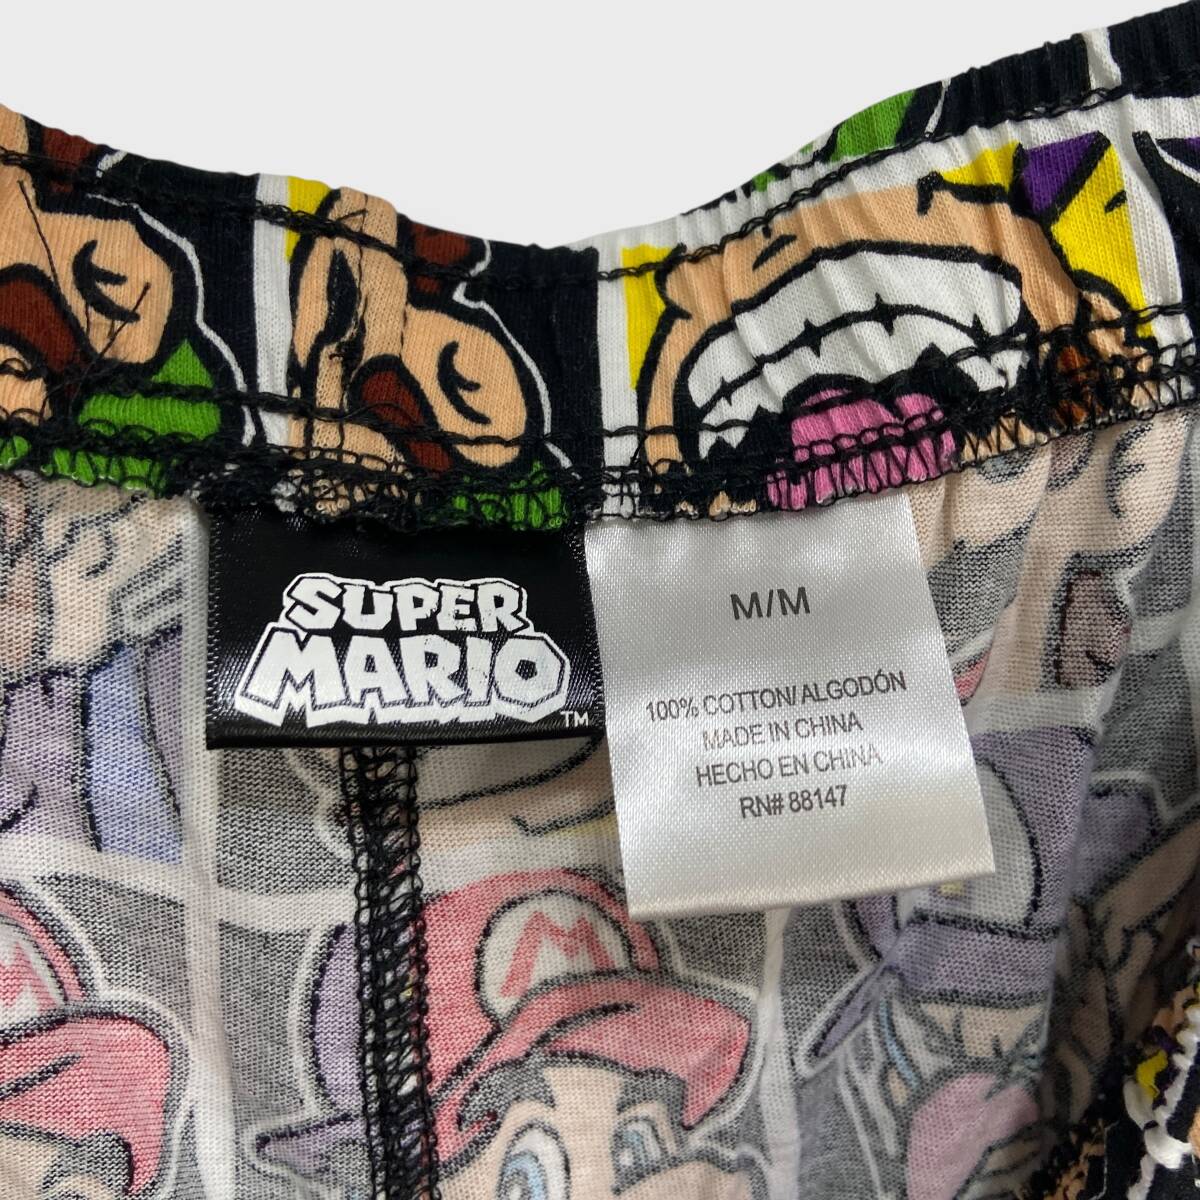 SUPER
MARIO
TM
M/M
100% COTTON/ALGODÓN
MADE IN CHINA
HECHO EN CHINA
RN# 88147
M
M